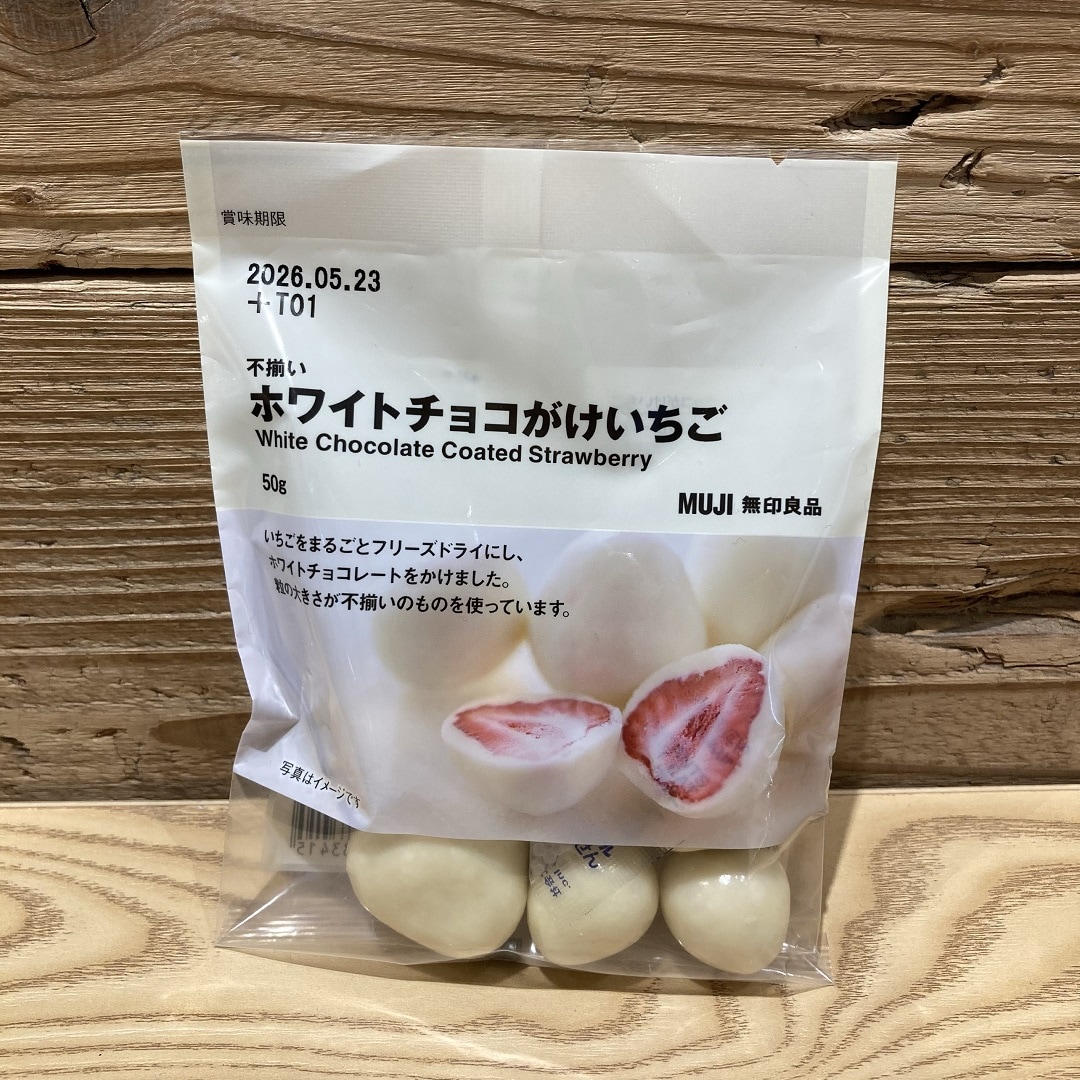 賞味期限
2026.05.23
+T01
不揃い
ホワイトチョコがけいちご
White Chocolate Coated Strawberry
50g
MUJI 無印良品
いちごをまるごとフリーズドライにし、
ホワイトチョコレートをかけました。
粒の大きさが不揃いのものを使っています。
写真はイメージです